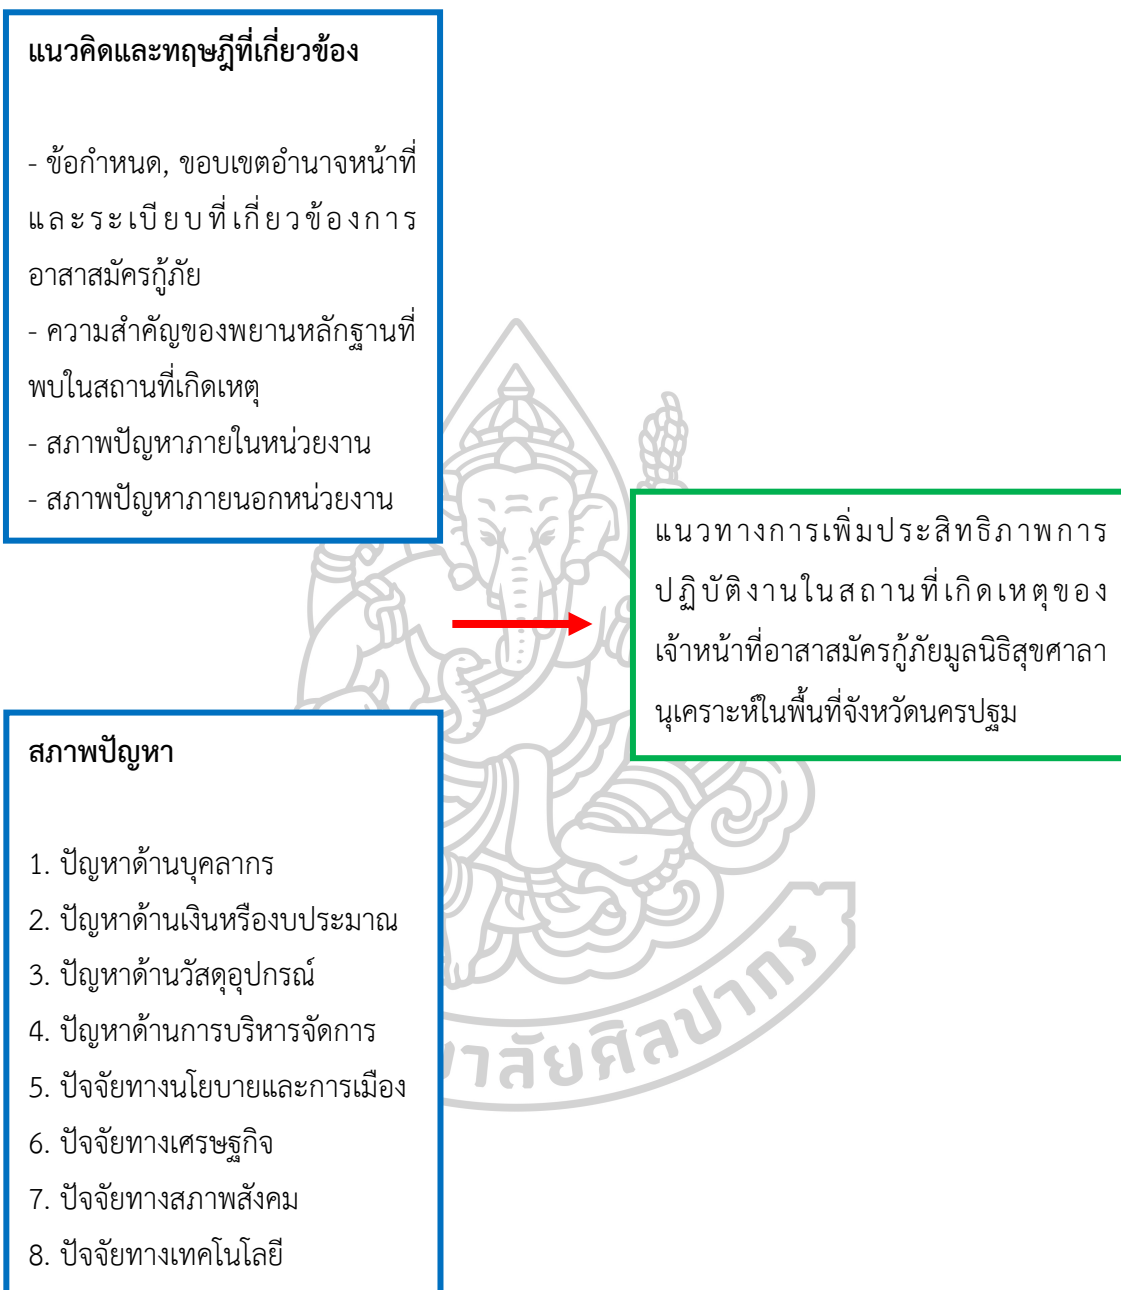 แนวคิดและทฤษฎีที่เกี่ยวข้อง
- ข้อกำหนด, ขอบเขตอำนาจหน้าที่
และระเบียบที่เกี่ยวข้องการ
อาสาสมัครกู้ภัย
- ความสำคัญของพยานหลักฐานที่
พบในสถานที่เกิดเหตุ
- สภาพปัญหาภายในหน่วยงาน
- สภาพปัญหาภายนอกหน่วยงาน
แนวทางการเพิ่มประสิทธิภาพการ
ปฏิบัติงานในสถานที่เกิดเหตุของ
เจ้าหน้าที่อาสาสมัครกู้ภัยมูลนิธิสุขศาลา
นุเคราะห์ในพื้นที่จังหวัดนครปฐม
สภาพปัญหา
1. ปัญหาด้านบุคลากร
2. ปัญหาด้านเงินหรืองบประมาณ
3. ปัญหาด้านวัสดุอุปกรณ์
4. ปัญหาด้านการบริหารจัดการ
5. ปัจจัยทางนโยบายและการเมือง
6. ปัจจัยทางเศรษฐกิจ
7. ปัจจัยทางสภาพสังคม
8. ปัจจัยทางเทคโนโลยี
าลัยศิลปากร